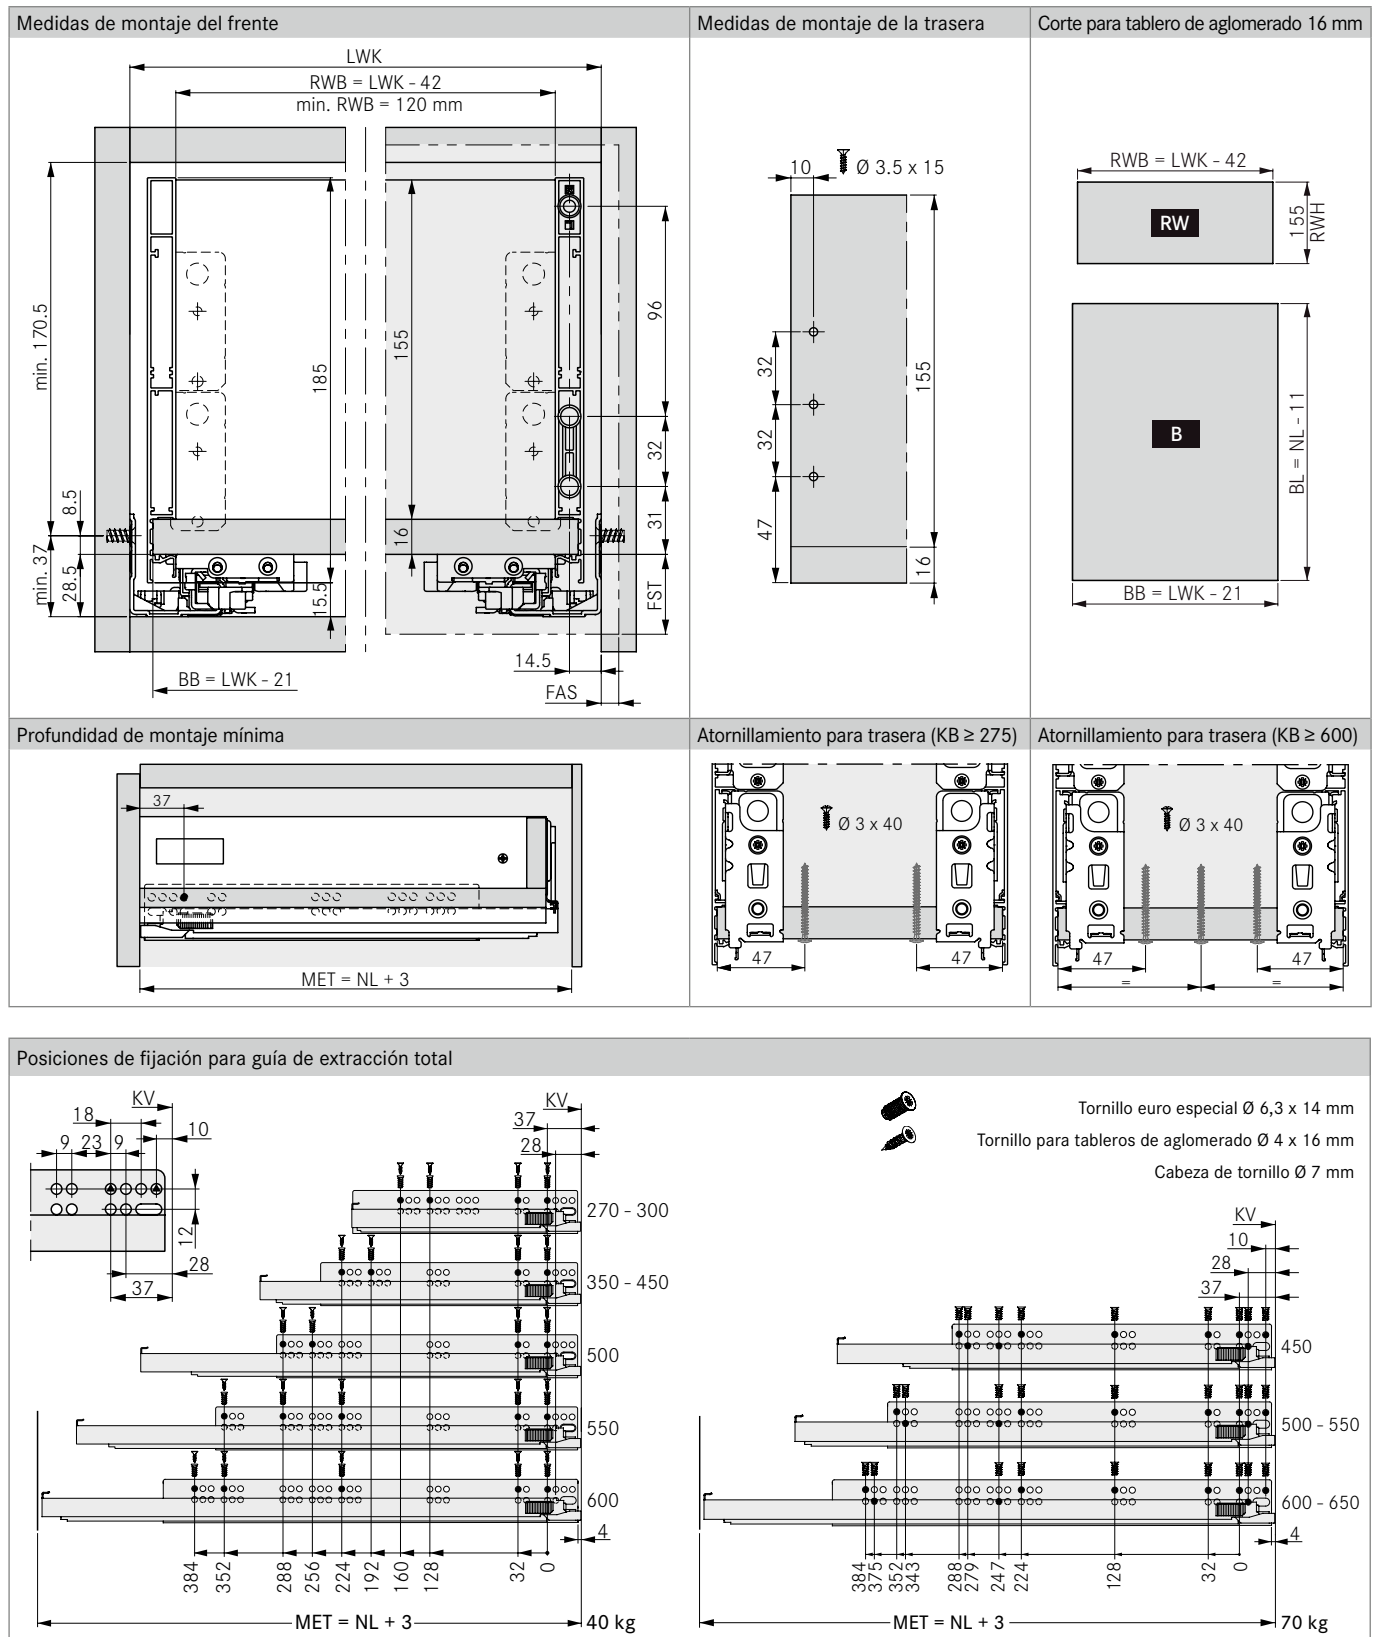 Medidas de montaje del frente
LWK
RWB = LWK - 42
min. RWB = 120 mm
min. 170.5
8.5
min. 37
28.5
185
155
16
15.5
96
32
31
FST
14.5
FAS
BB = LWK - 21
Medidas de montaje de la trasera
10
Ø 3.5 x 15
32
32
47
155
16
Corte para tablero de aglomerado 16 mm
RWB = LWK - 42
RW
155
RWH
B
BL = NL - 11
BB = LWK - 21
Profundidad de montaje mínima
37
MET = NL + 3
Atornillamiento para trasera (KB ≥ 275)
Ø 3 x 40
47
47
Atornillamiento para trasera (KB ≥ 600)
Ø 3 x 40
47
47
=
=
Posiciones de fijación para guía de extracción total
KV
18
10
9
23
9
12
28
37
KV
37
28
270 - 300
350 - 450
500
550
600
4
384
352
288
256
224
192
160
128
32
0
MET = NL + 3
40 kg
Tornillo euro especial Ø 6,3 x 14 mm
Tornillo para tableros de aglomerado Ø 4 x 16 mm
Cabeza de tornillo Ø 7 mm
KV
10
28
37
450
500 - 550
600 - 650
4
384
375
352
343
288
279
247
224
128
32
0
MET = NL + 3
70 kg